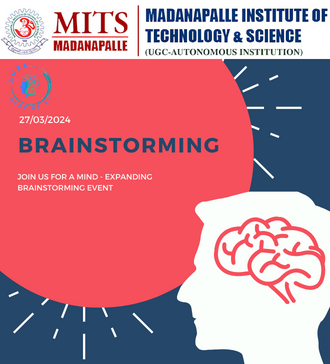 MITS
MADANAPALLE
MADANAPALLE INSTITUTE OF
TECHNOLOGY & SCIENCE
(UGC-AUTONOMOUS INSTITUTION)
27/03/2024
BRAINSTORMING
JOIN US FOR A MIND - EXPANDING
BRAINSTORMING EVENT